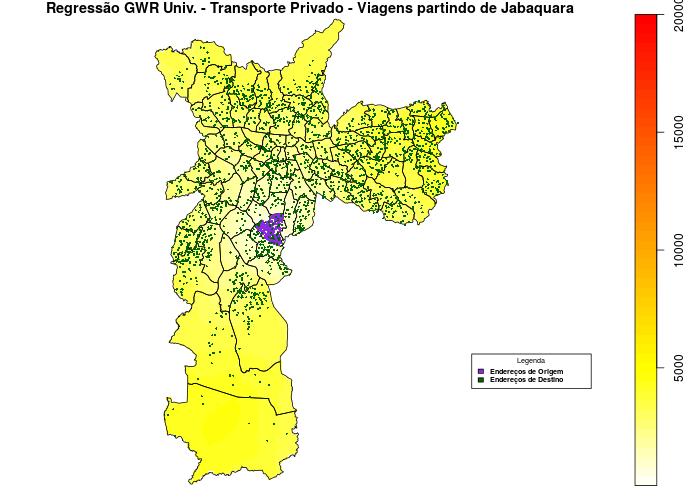 Regressão GWR Univ. - Transporte Privado - Viagens partindo de Jabaquara
20000
15000
10000
5000
Legenda
Endereços de Origem
Endereços de Destino